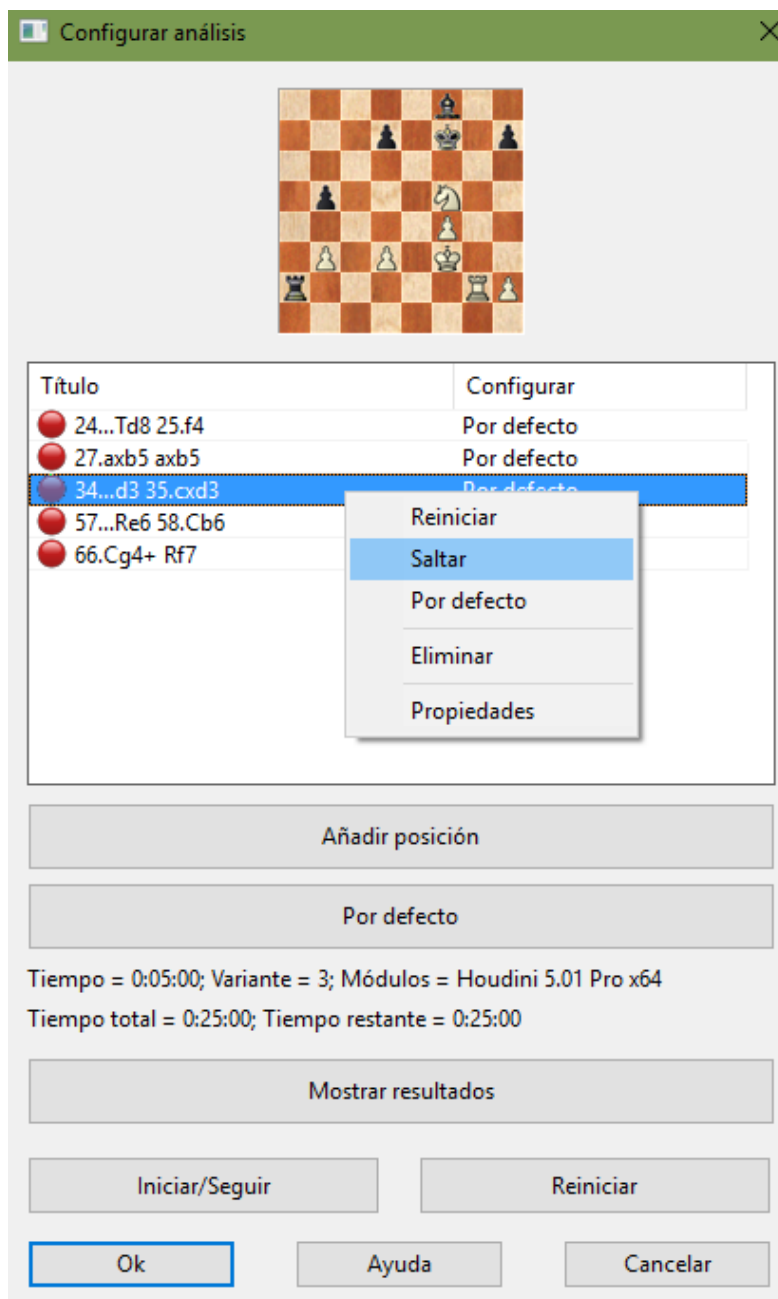 Configurar análisis
Título Configurar
24...Td8 25.f4 Por defecto
27.axb5 axb5 Por defecto
34...d3 35.cxd3 Por defecto
57...Re6 58.Cb6
66.Cg4+ Rf7
Reiniciar
Saltar
Por defecto
Eliminar
Propiedades
Añadir posición
Por defecto
Tiempo = 0:05:00; Variante = 3; Módulos = Houdini 5.01 Pro x64
Tiempo total = 0:25:00; Tiempo restante = 0:25:00
Mostrar resultados
Iniciar/Seguir Reiniciar
Ok Ayuda Cancelar